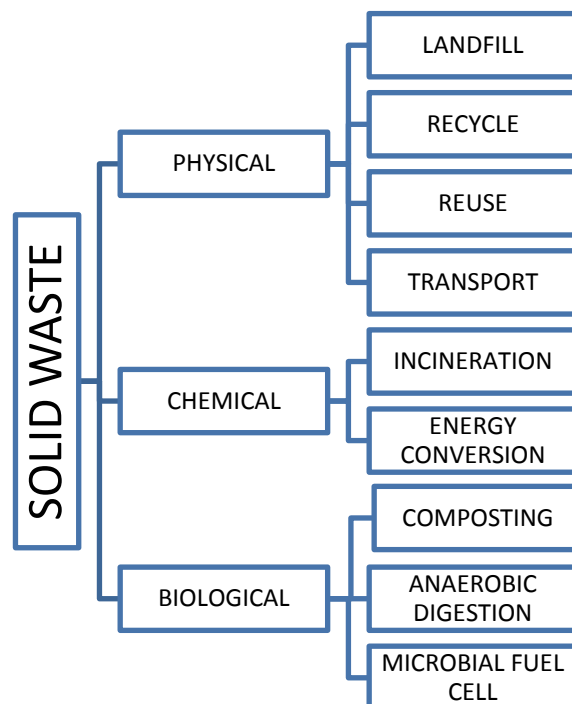 SOLID WASTE
PHYSICAL
LANDFILL
RECYCLE
REUSE
TRANSPORT
CHEMICAL
INCINERATION
ENERGY
CONVERSION
BIOLOGICAL
COMPOSTING
ANAEROBIC
DIGESTION
MICROBIAL FUEL
CELL